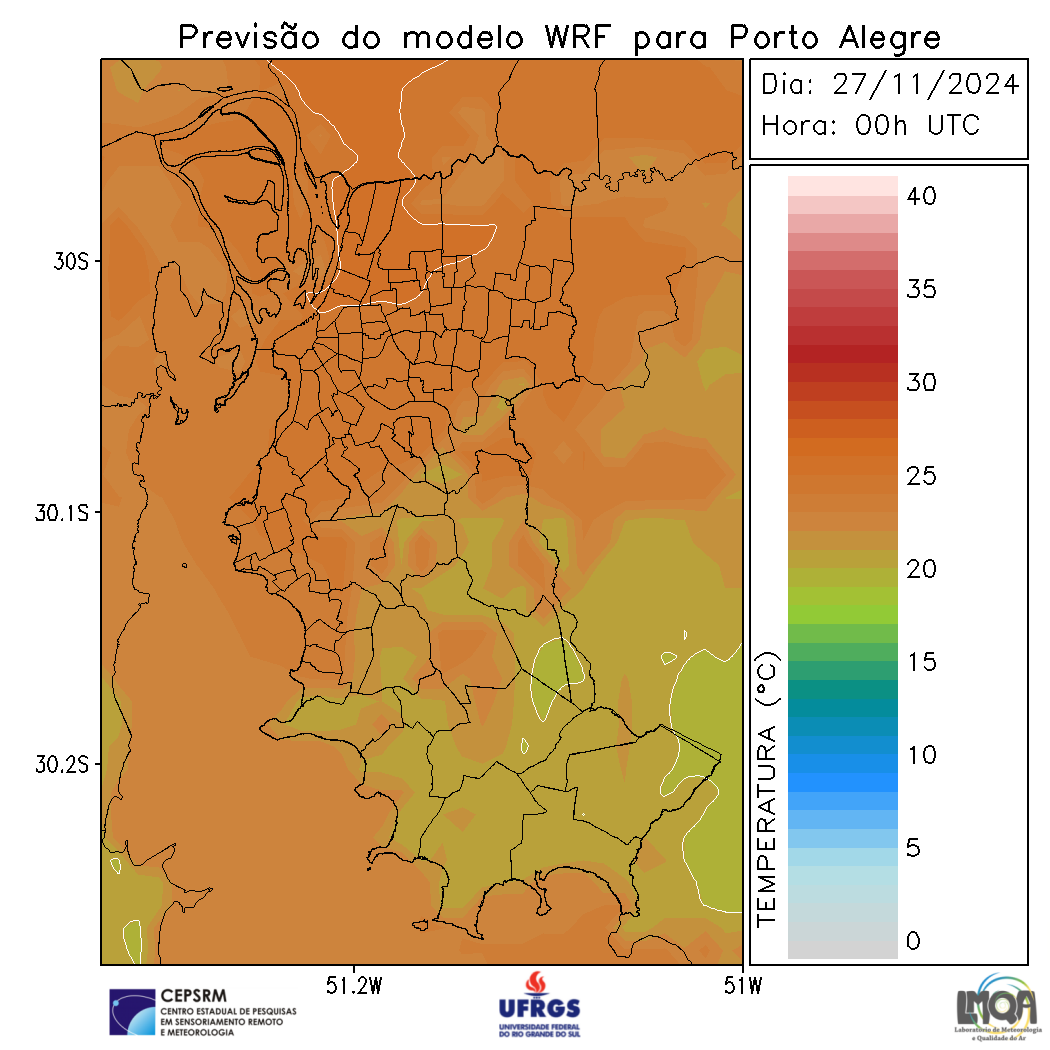 Previsão do modelo WRF para Porto Alegre
Dia: 27/11/2024
Hora: 00h UTC
30S
30.1S
30.2S
51.2W
51W
40
35
30
25
20
15
10
5
0
TEMPERATURA (°C)
CEPSRM
CENTRO ESTADUAL DE PESQUISAS
EM SENSORIAMENTO REMOTO
E METEOROLOGIA
UFRGS
UNIVERSIDADE FEDERAL
DO RIO GRANDE DO SUL
LMQA
Laboratório de Meteorologia
e Qualidade do Ar